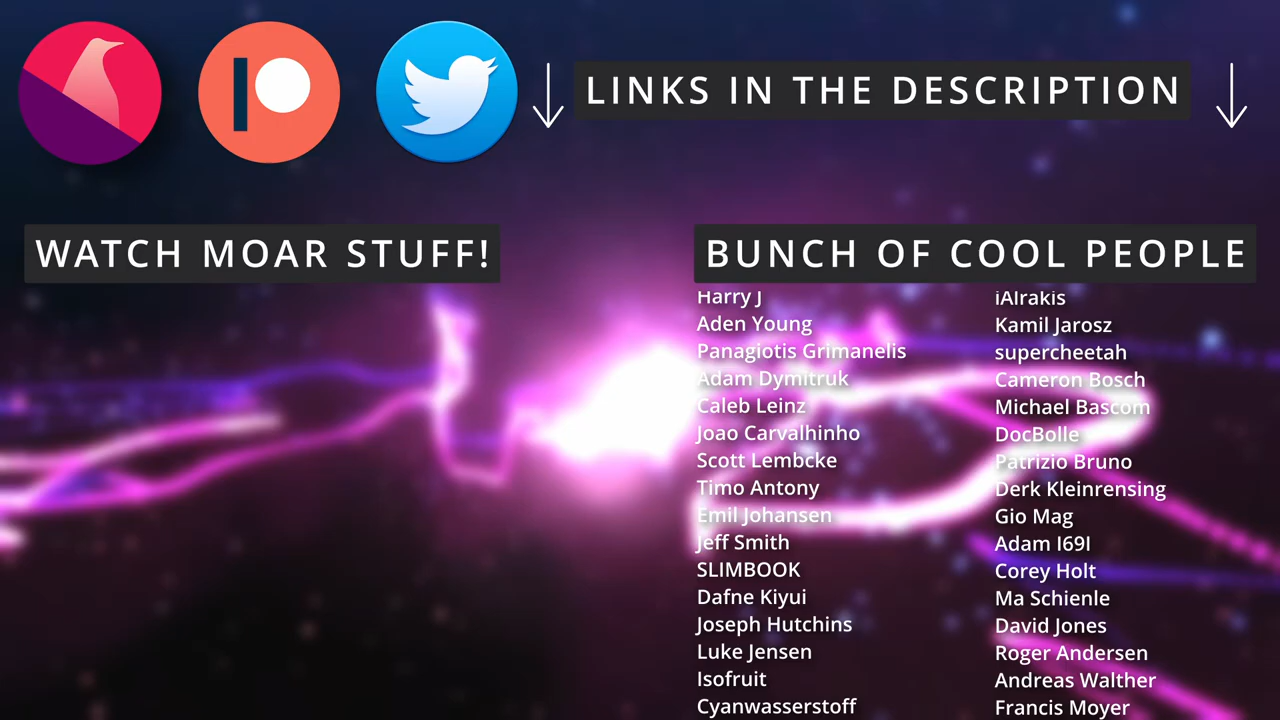 LINKS IN THE DESCRIPTION
WATCH MOAR STUFF!
BUNCH OF COOL PEOPLE
Harry J
Aden Young
Panagiotis Grimanelis
Adam Dymitruk
Caleb Leinz
Joao Carvalhinho
Scott Lembcke
Timo Antony
Emil Johansen
Jeff Smith
SLIMBOOK
Dafne Kiyui
Joseph Hutchins
Luke Jensen
Isofruit
Cyanwasserstoff
iAlrakis
Kamil Jarosz
supercheetah
Cameron Bosch
Michael Bascom
DocBolle
Patrizio Bruno
Derk Kleinrensing
Gio Mag
Adam I69I
Corey Holt
Ma Schienle
David Jones
Roger Andersen
Andreas Walther
Francis Moyer